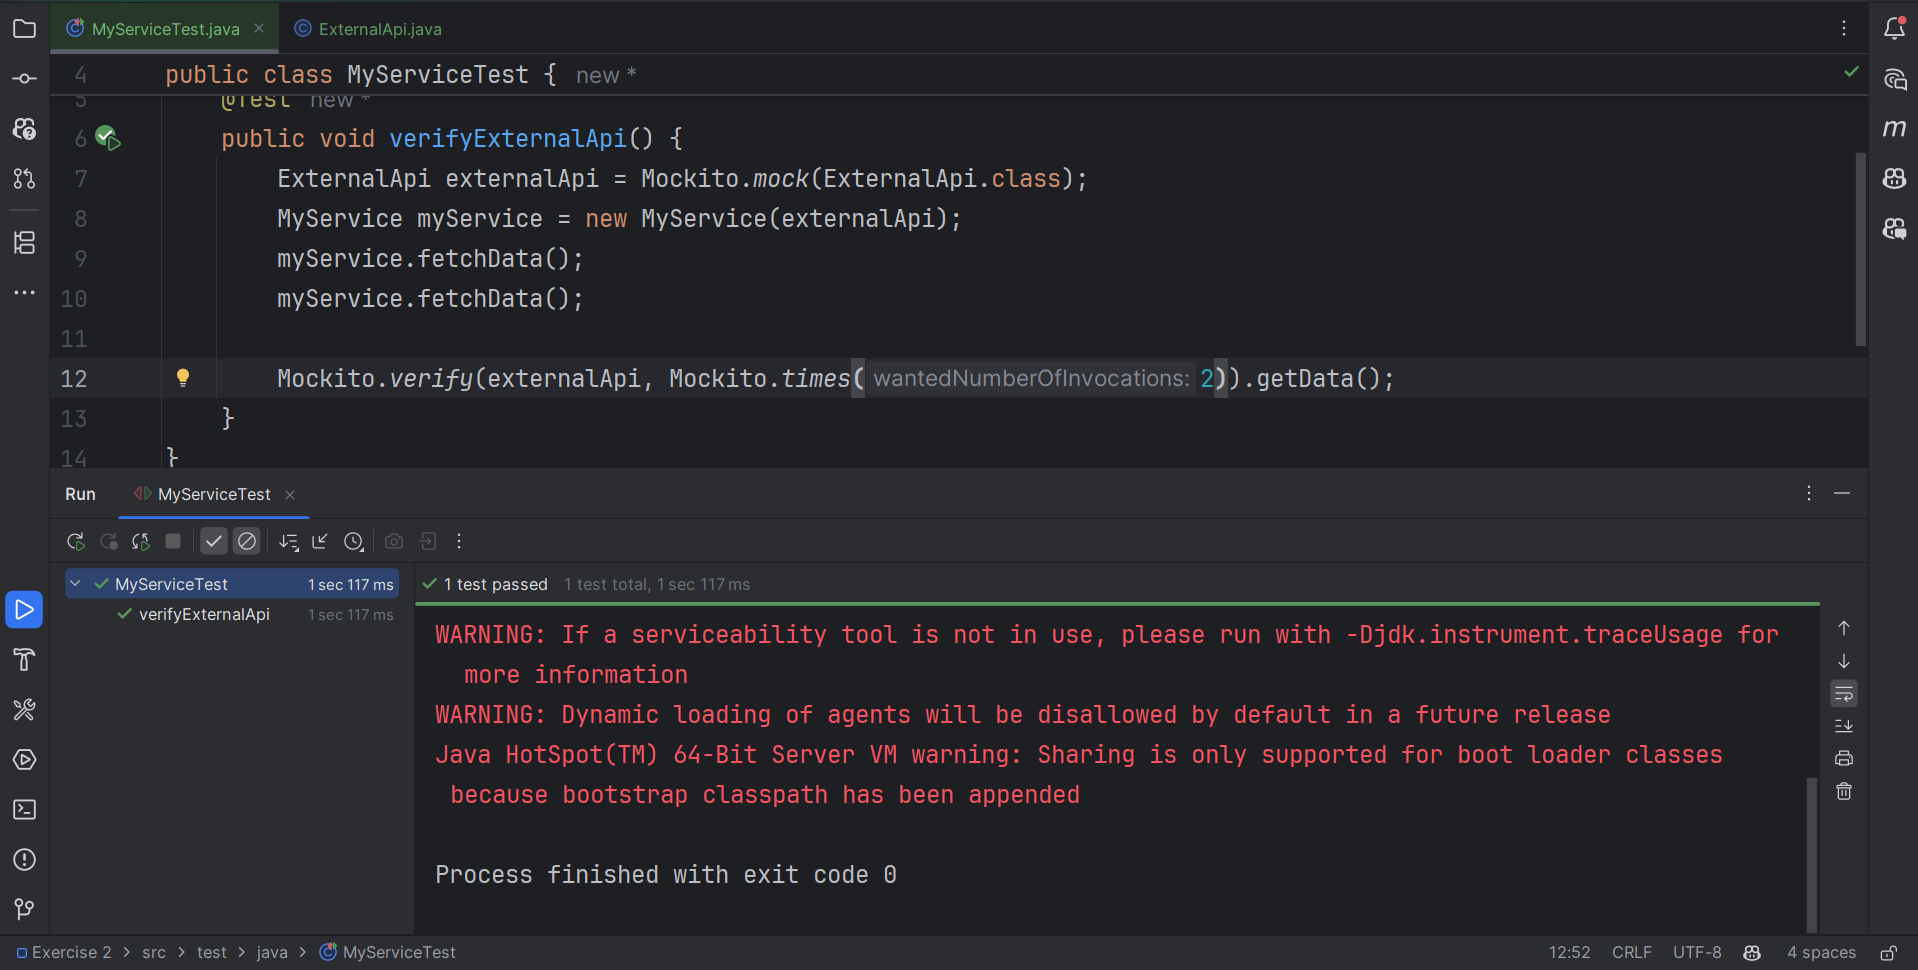 MyServiceTest.java
ExternalApi.java
4 public class MyServiceTest { new *
5 @Test new *
6 public void verifyExternalApi() {
7 ExternalApi externalApi = Mockito.mock(ExternalApi.class);
8 MyService myService = new MyService(externalApi);
9 myService.fetchData();
10 myService.fetchData();
11
12 Mockito.verify(externalApi, Mockito.times( wantedNumberOfInvocations: 2)).getData();
13 }
14 }
Run MyServiceTest
MyServiceTest 1 sec 117 ms
verifyExternalApi 1 sec 117 ms
1 test passed 1 test total, 1 sec 117 ms
WARNING: If a serviceability tool is not in use, please run with -Djdk.instrument.traceUsage for
more information
WARNING: Dynamic loading of agents will be disallowed by default in a future release
Java HotSpot(TM) 64-Bit Server VM warning: Sharing is only supported for boot loader classes
because bootstrap classpath has been appended
Process finished with exit code 0
Exercise 2 > src > test > java > MyServiceTest
12:52 CRLF UTF-8 4 spaces